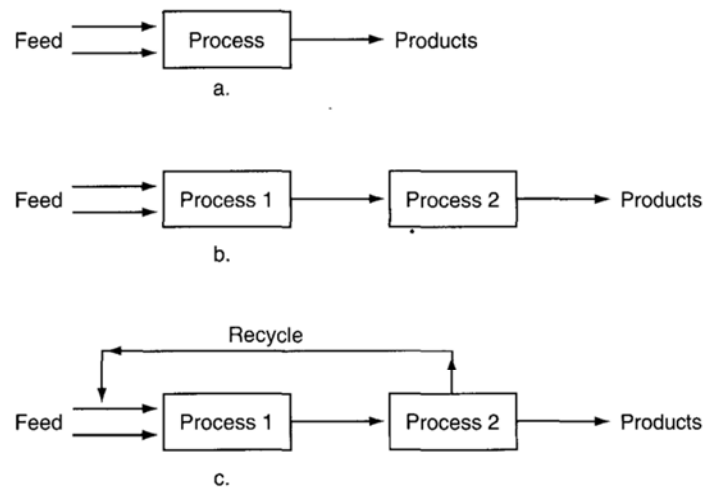 Feed Process Products
a.
Feed Process 1 Process 2 Products
b.
Recycle
Feed Process 1 Process 2 Products
c.